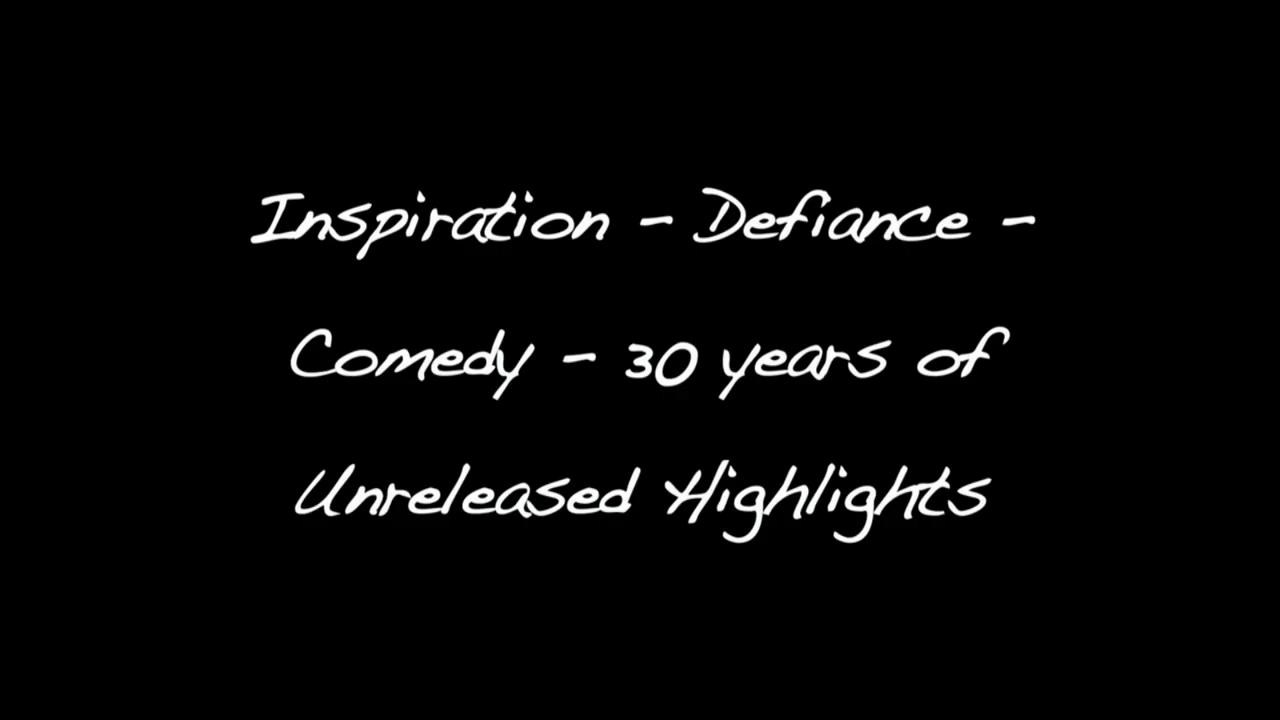 Inspiration - Defiance -
Comedy - 30 years of
Unreleased Highlights